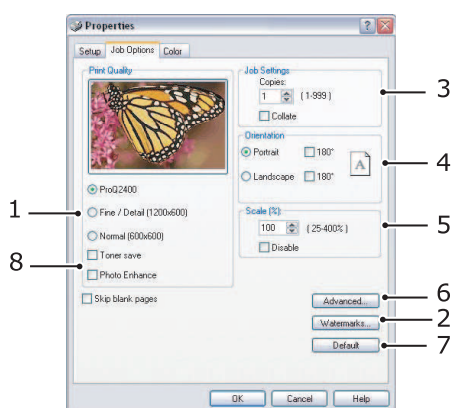 Properties
Setup Job Options Color
Print Quality
ProQ2400
Fine / Detail (1200x600)
Normal (600x600)
Toner save
Photo Enhance
Skip blank pages
Job Settings
Copies:
1 (1-999)
Collate
Orientation
Portrait 180°
Landscape 180°
A
Scale (%):
100 (25-400%)
Disable
Advanced...
Watermarks...
Default
OK Cancel Help
1
8
3
4
5
6
2
7